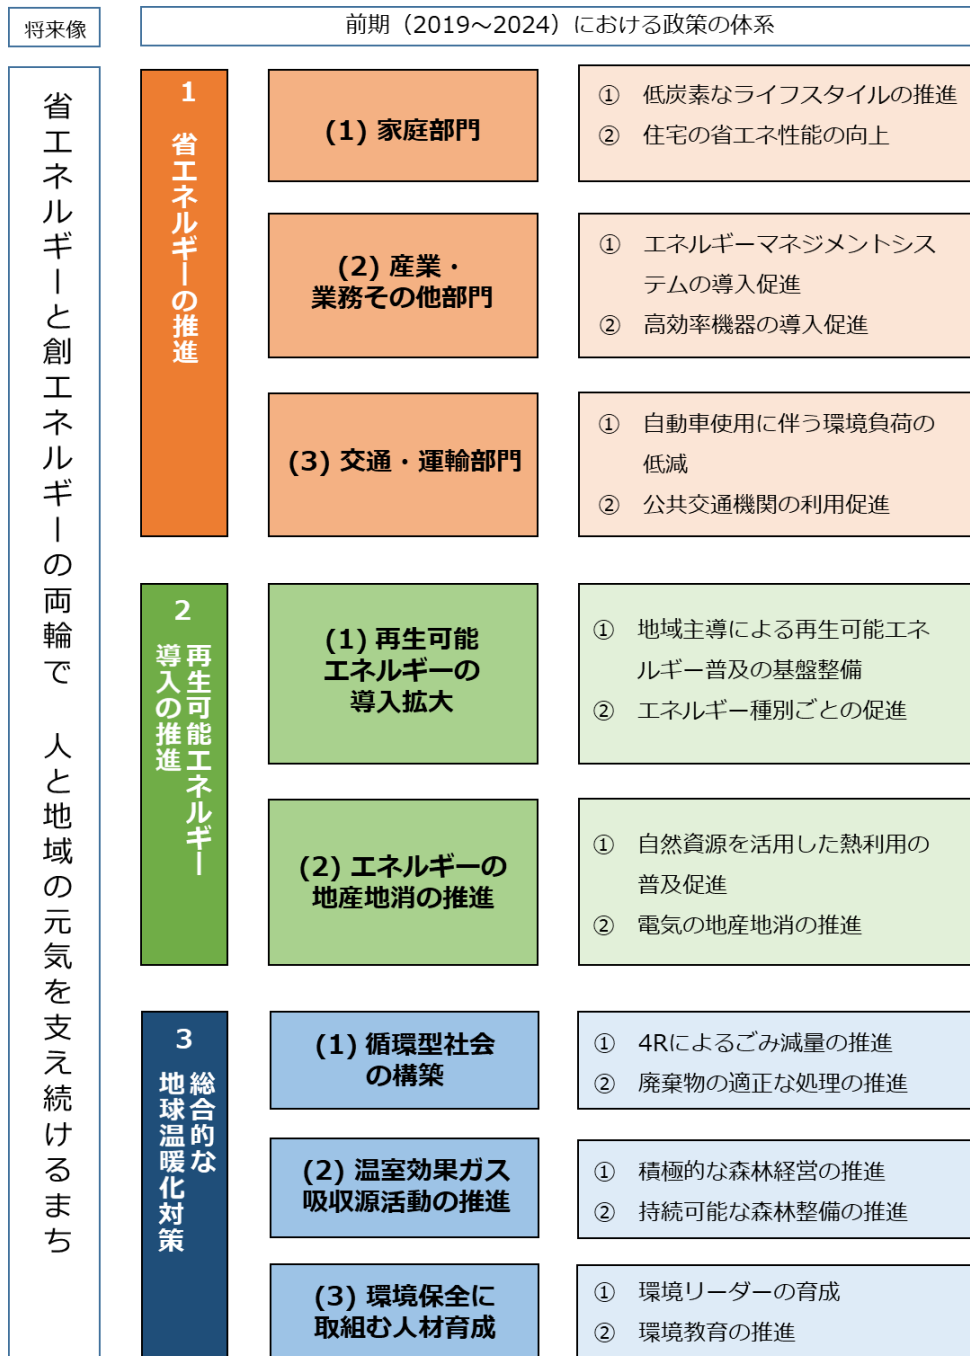 将来像
前期（2019～2024）における政策の体系
省エネルギーと創エネルギーの両輪で　人と地域の元気を支え続けるまち
1
省エネルギーの推進
(1) 家庭部門
① 低炭素なライフスタイルの推進
② 住宅の省エネ性能の向上
(2) 産業・
業務その他部門
① エネルギーマネジメントシス
テムの導入促進
② 高効率機器の導入促進
(3) 交通・運輸部門
① 自動車使用に伴う環境負荷の
低減
② 公共交通機関の利用促進
2
再生可能エネルギー
導入の推進
(1) 再生可能
エネルギーの
導入拡大
① 地域主導による再生可能エネ
ルギー普及の基盤整備
② エネルギー種別ごとの促進
(2) エネルギーの
地産地消の推進
① 自然資源を活用した熱利用の
普及促進
② 電気の地産地消の推進
3
総合的な
地球温暖化対策
(1) 循環型社会
の構築
① 4Rによるごみ減量の推進
② 廃棄物の適正な処理の推進
(2) 温室効果ガス
吸収源活動の推進
① 積極的な森林経営の推進
② 持続可能な森林整備の推進
(3) 環境保全に
取組む人材育成
① 環境リーダーの育成
② 環境教育の推進